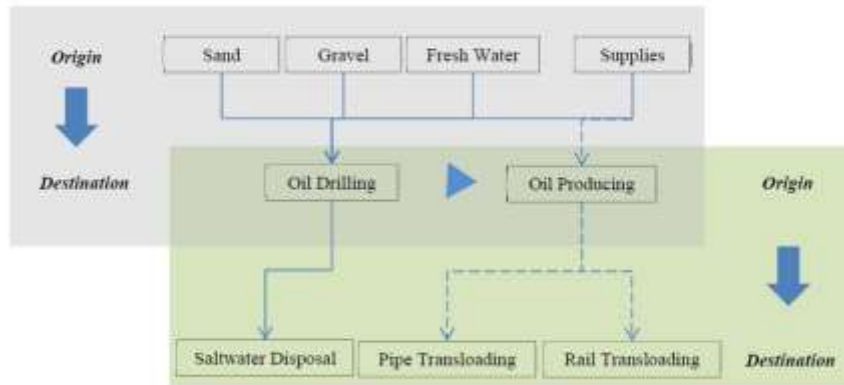 Origin
Sand
Gravel
Fresh Water
Supplies
Destination
Oil Drilling
Oil Producing
Origin
Saltwater Disposal
Pipe Transloading
Rail Transloading
Destination